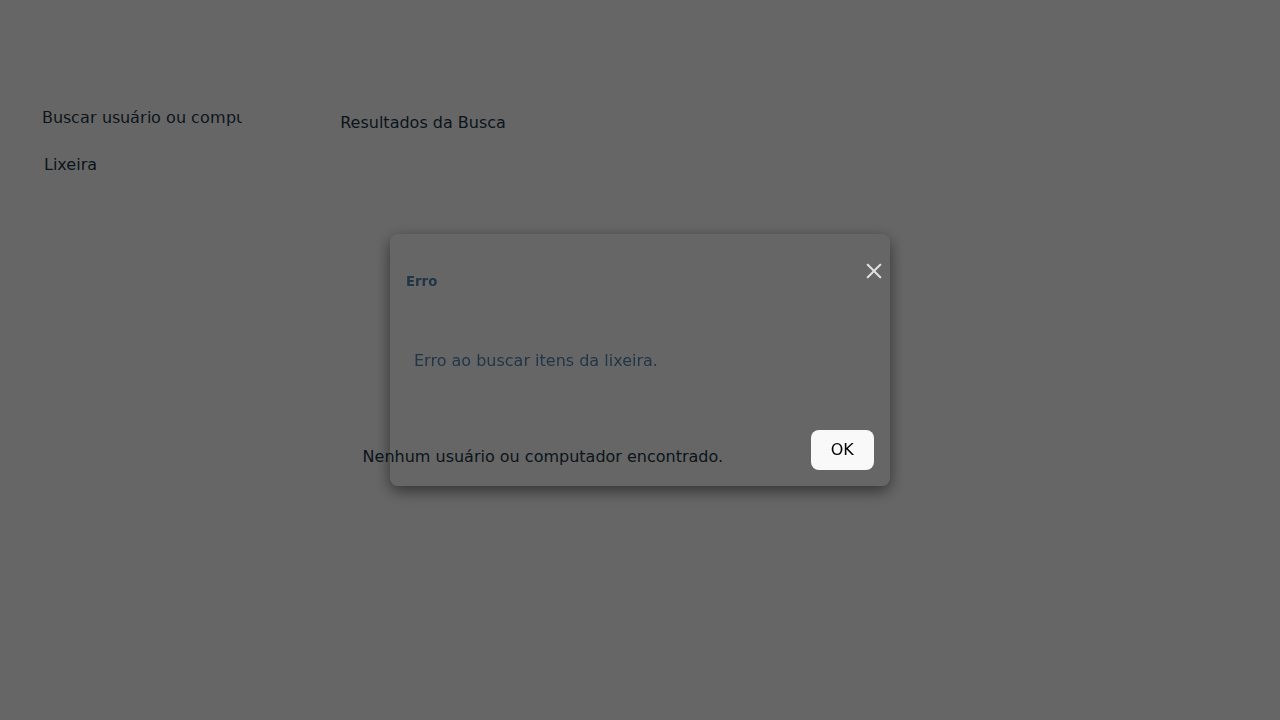 Buscar usuário ou compu
Resultados da Busca
Lixeira
Erro
Erro ao buscar itens da lixeira.
OK
Nenhum usuário ou computador encontrado.